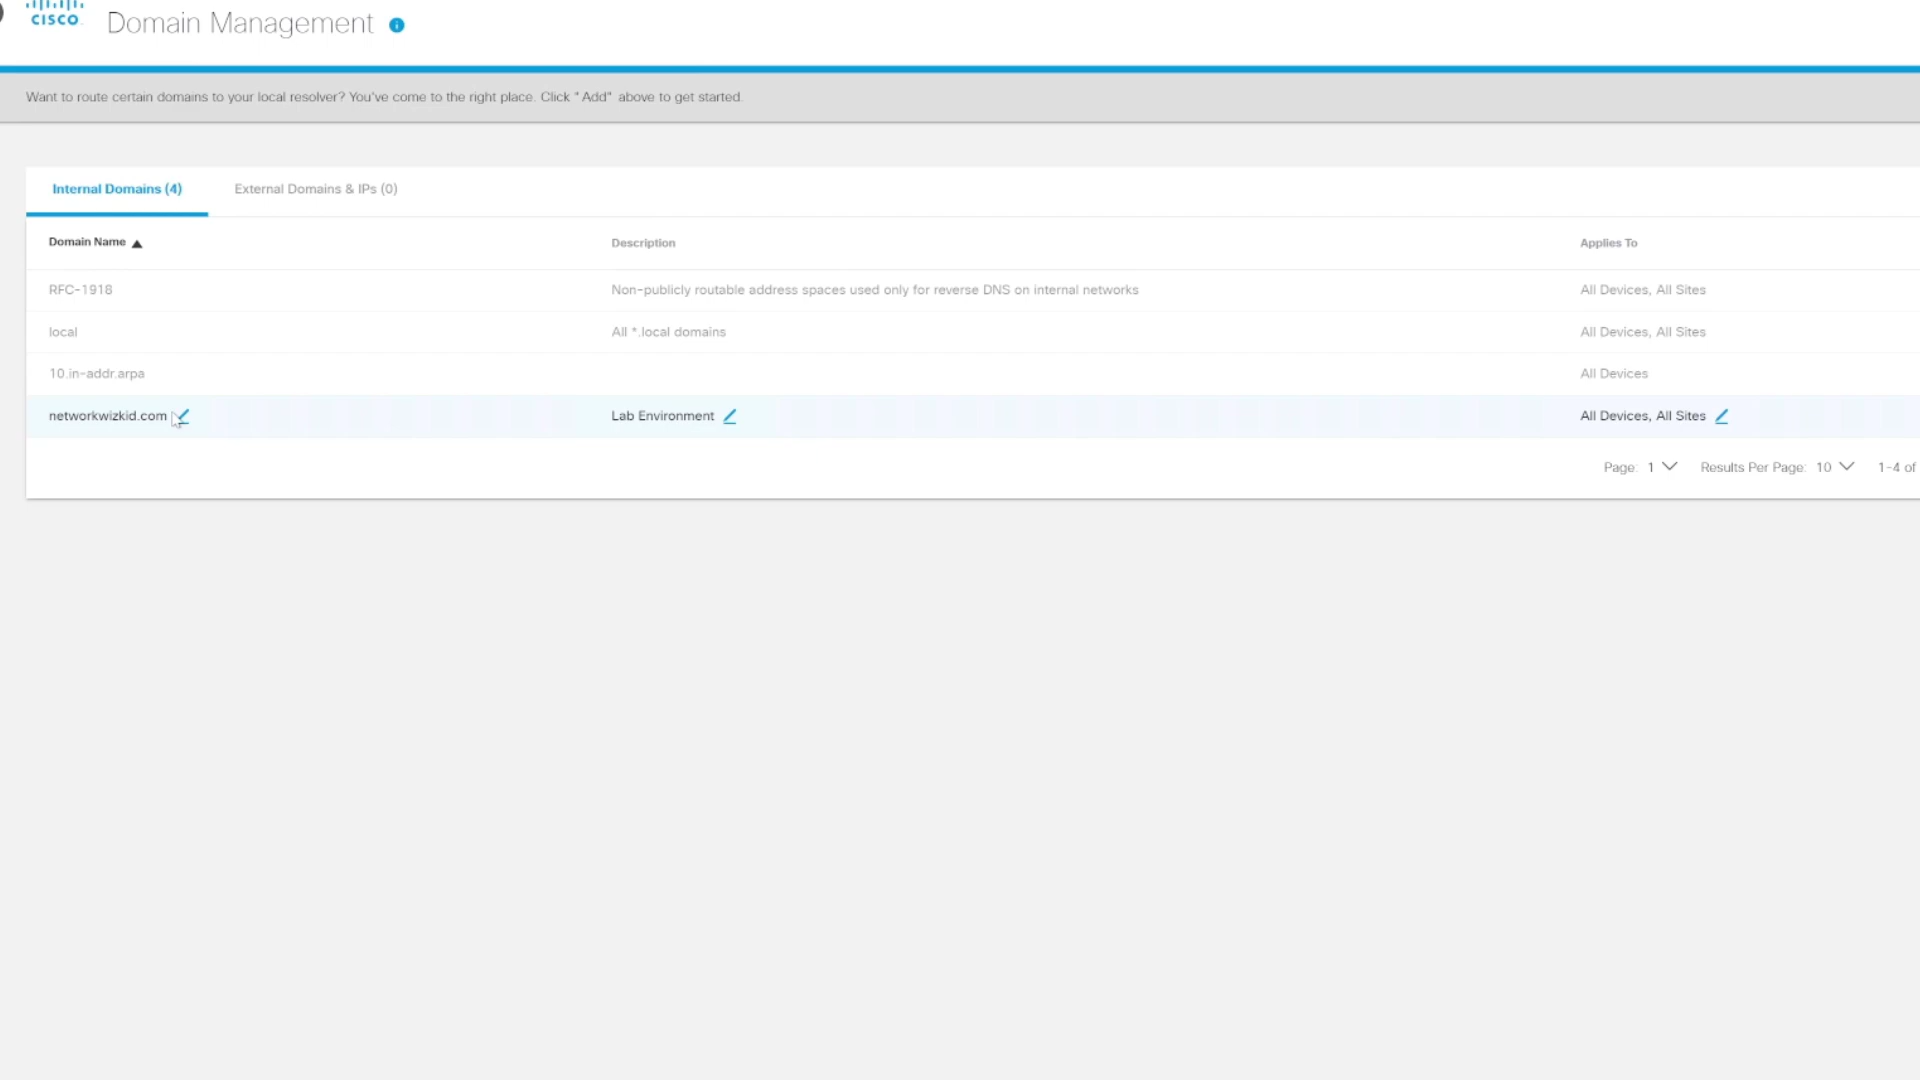 CISCO
Domain Management
Want to route certain domains to your local resolver? You've come to the right place. Click "Add" above to get started.
Internal Domains (4) External Domains & IPs (0)
Domain Name Description Applies To
RFC-1918 Non-publicly routable address spaces used only for reverse DNS on internal networks All Devices, All Sites
local All *.local domains All Devices, All Sites
10.in-addr.arpa All Devices
networkwizkid.com Lab Environment All Devices, All Sites
Page: 1 Results Per Page: 10 1-4 of